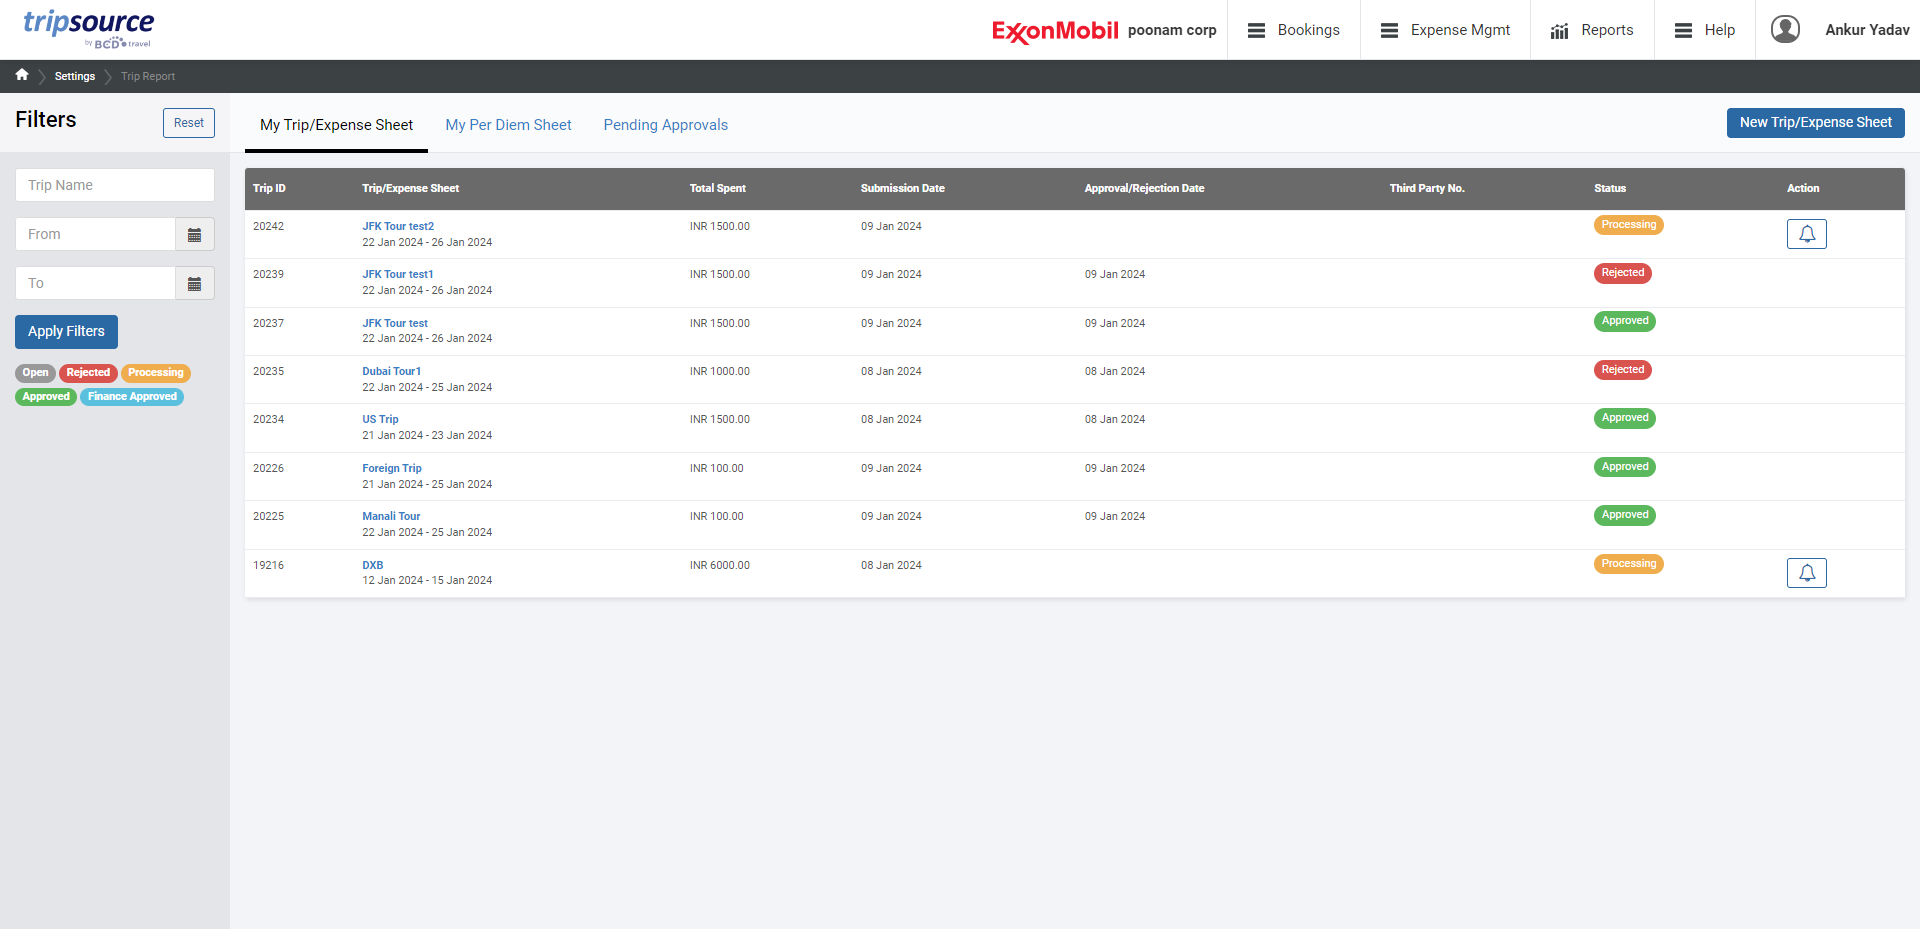 tripsource
by BCD travel
ExxonMobil poonam corp
Bookings
Expense Mgmt
Reports
Help
Ankur Yadav
Settings
Trip Report
Filters
Reset
Trip Name
From
To
Apply Filters
Open Rejected Processing
Approved Finance Approved
My Trip/Expense Sheet My Per Diem Sheet Pending Approvals
New Trip/Expense Sheet
Trip ID Trip/Expense Sheet Total Spent Submission Date Approval/Rejection Date Third Party No. Status Action
20242 JFK Tour test2 INR 1500.00 09 Jan 2024 Processing
22 Jan 2024 - 26 Jan 2024
20239 JFK Tour test1 INR 1500.00 09 Jan 2024 09 Jan 2024 Rejected
22 Jan 2024 - 26 Jan 2024
20237 JFK Tour test INR 1500.00 09 Jan 2024 09 Jan 2024 Approved
22 Jan 2024 - 26 Jan 2024
20235 Dubai Tour1 INR 1000.00 08 Jan 2024 08 Jan 2024 Rejected
22 Jan 2024 - 25 Jan 2024
20234 US Trip INR 1500.00 08 Jan 2024 08 Jan 2024 Approved
21 Jan 2024 - 23 Jan 2024
20226 Foreign Trip INR 100.00 09 Jan 2024 09 Jan 2024 Approved
21 Jan 2024 - 25 Jan 2024
20225 Manali Tour INR 100.00 09 Jan 2024 09 Jan 2024 Approved
22 Jan 2024 - 25 Jan 2024
19216 DXB INR 6000.00 08 Jan 2024 Processing
12 Jan 2024 - 15 Jan 2024